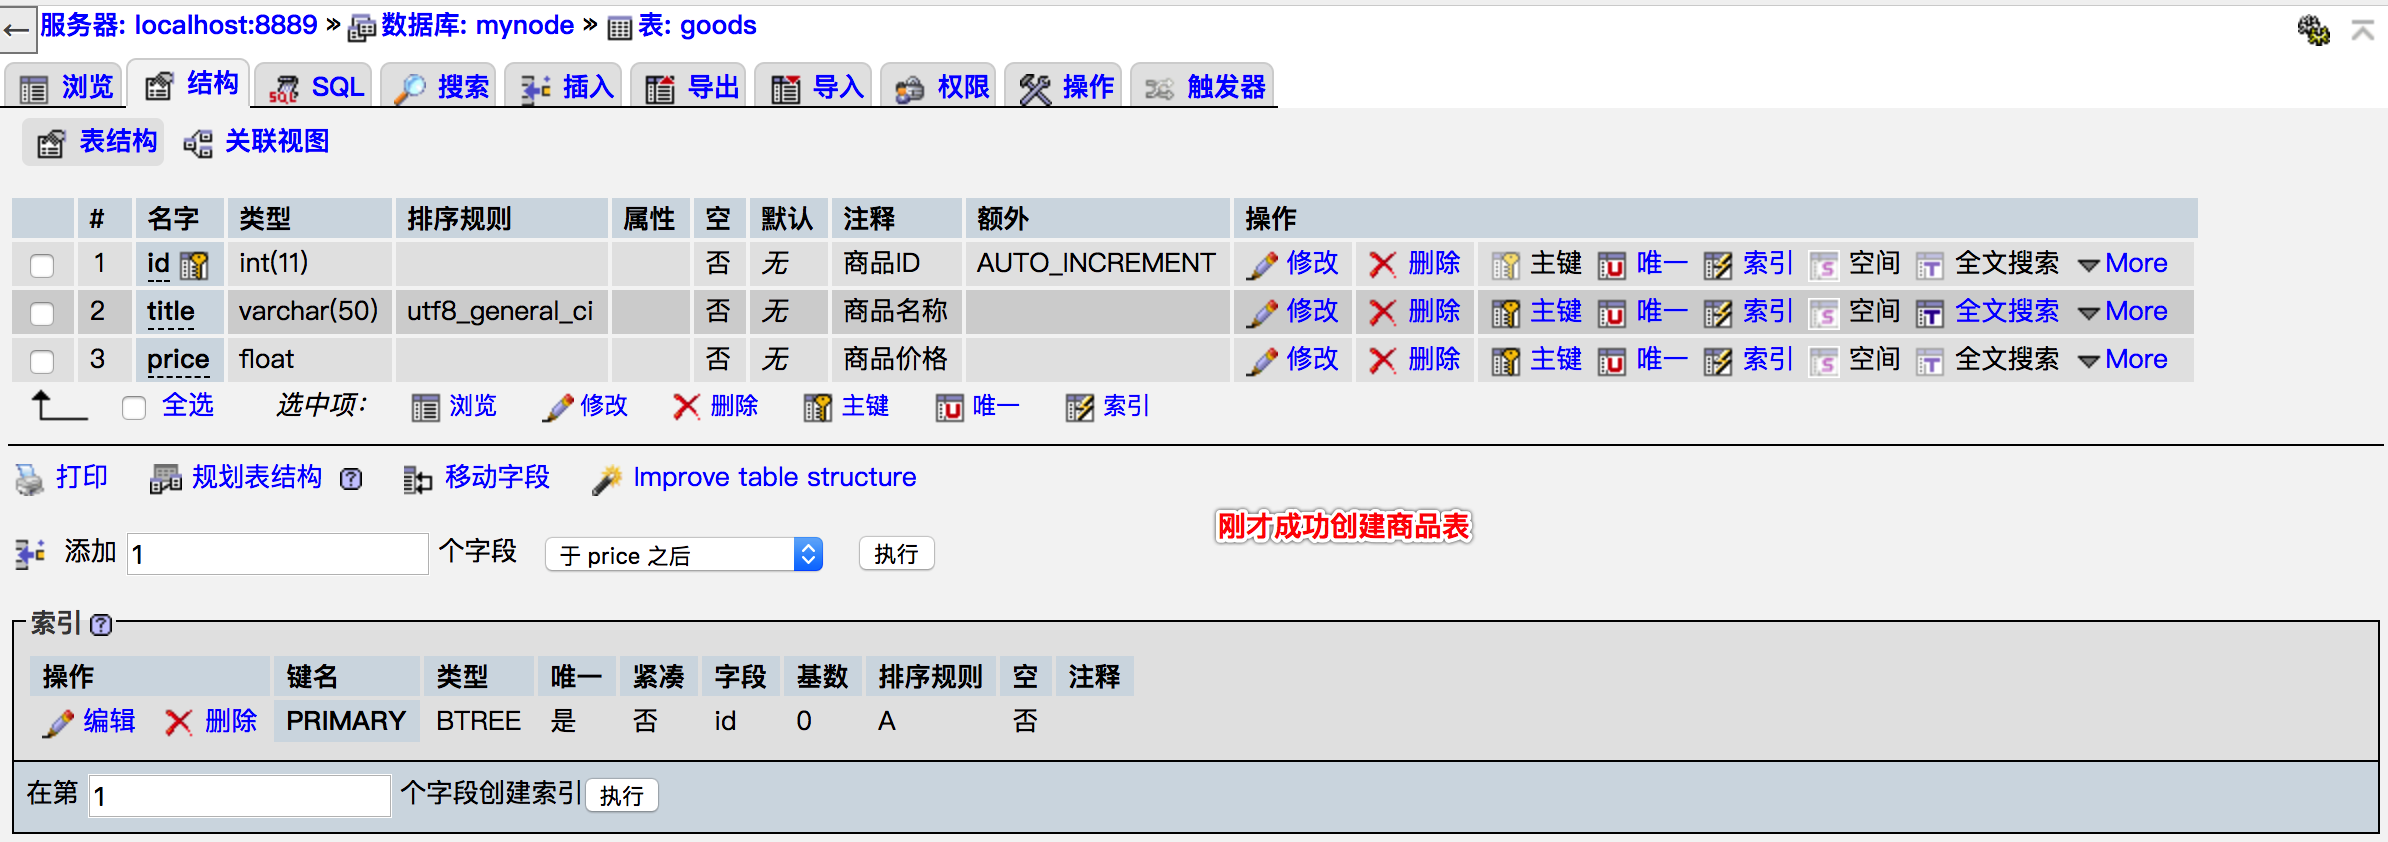 服务器: localhost:8889 » 数据库: mynode » 表: goods
浏览 结构 SQL 搜索 插入 导出 导入 权限 操作 触发器
表结构 关联视图
# 名字 类型 排序规则 属性 空 默认 注释 额外 操作
1 id int(11) 否 无 商品ID AUTO_INCREMENT 修改 删除 主键 唯一 索引 空间 全文搜索 More
2 title varchar(50) utf8_general_ci 否 无 商品名称 修改 删除 主键 唯一 索引 空间 全文搜索 More
3 price float 否 无 商品价格 修改 删除 主键 唯一 索引 空间 全文搜索 More
全选 选中项: 浏览 修改 删除 主键 唯一 索引
打印 规划表结构 移动字段 Improve table structure
刚才成功创建商品表
添加 1 个字段 于 price 之后 执行
索引
操作 键名 类型 唯一 紧凑 字段 基数 排序规则 空 注释
编辑 删除 PRIMARY BTREE 是 否 id 0 A 否
在第 1 个字段创建索引 执行